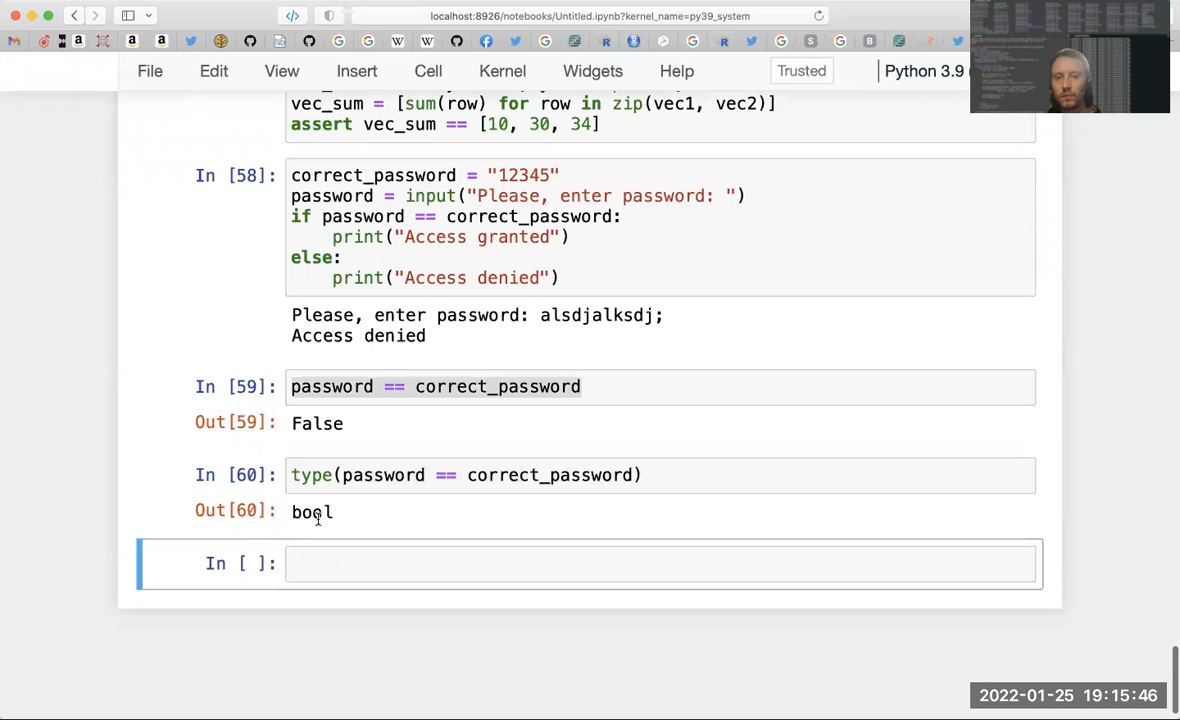 localhost:8926/notebooks/Untitled.ipynb?kernel_name=py39_system
File Edit View Insert Cell Kernel Widgets Help Trusted Python 3.9
vec_sum = [sum(row) for row in zip(vec1, vec2)]
assert vec_sum == [10, 30, 34]
In [58]: correct_password = "12345"
password = input("Please, enter password: ")
if password == correct_password:
print("Access granted")
else:
print("Access denied")
Please, enter password: alsdjalksdj;
Access denied
In [59]: password == correct_password
Out[59]: False
In [60]: type(password == correct_password)
Out[60]: bool
In [ ]:
2022-01-25 19:15:46